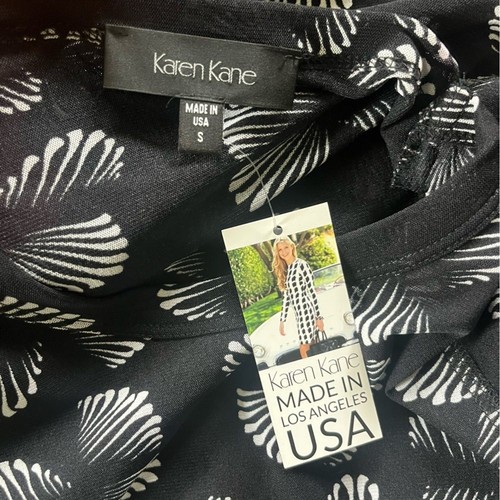 Karen Kane
MADE IN
USA
S
Karen Kane
MADE IN
LOS ANGELES
USA